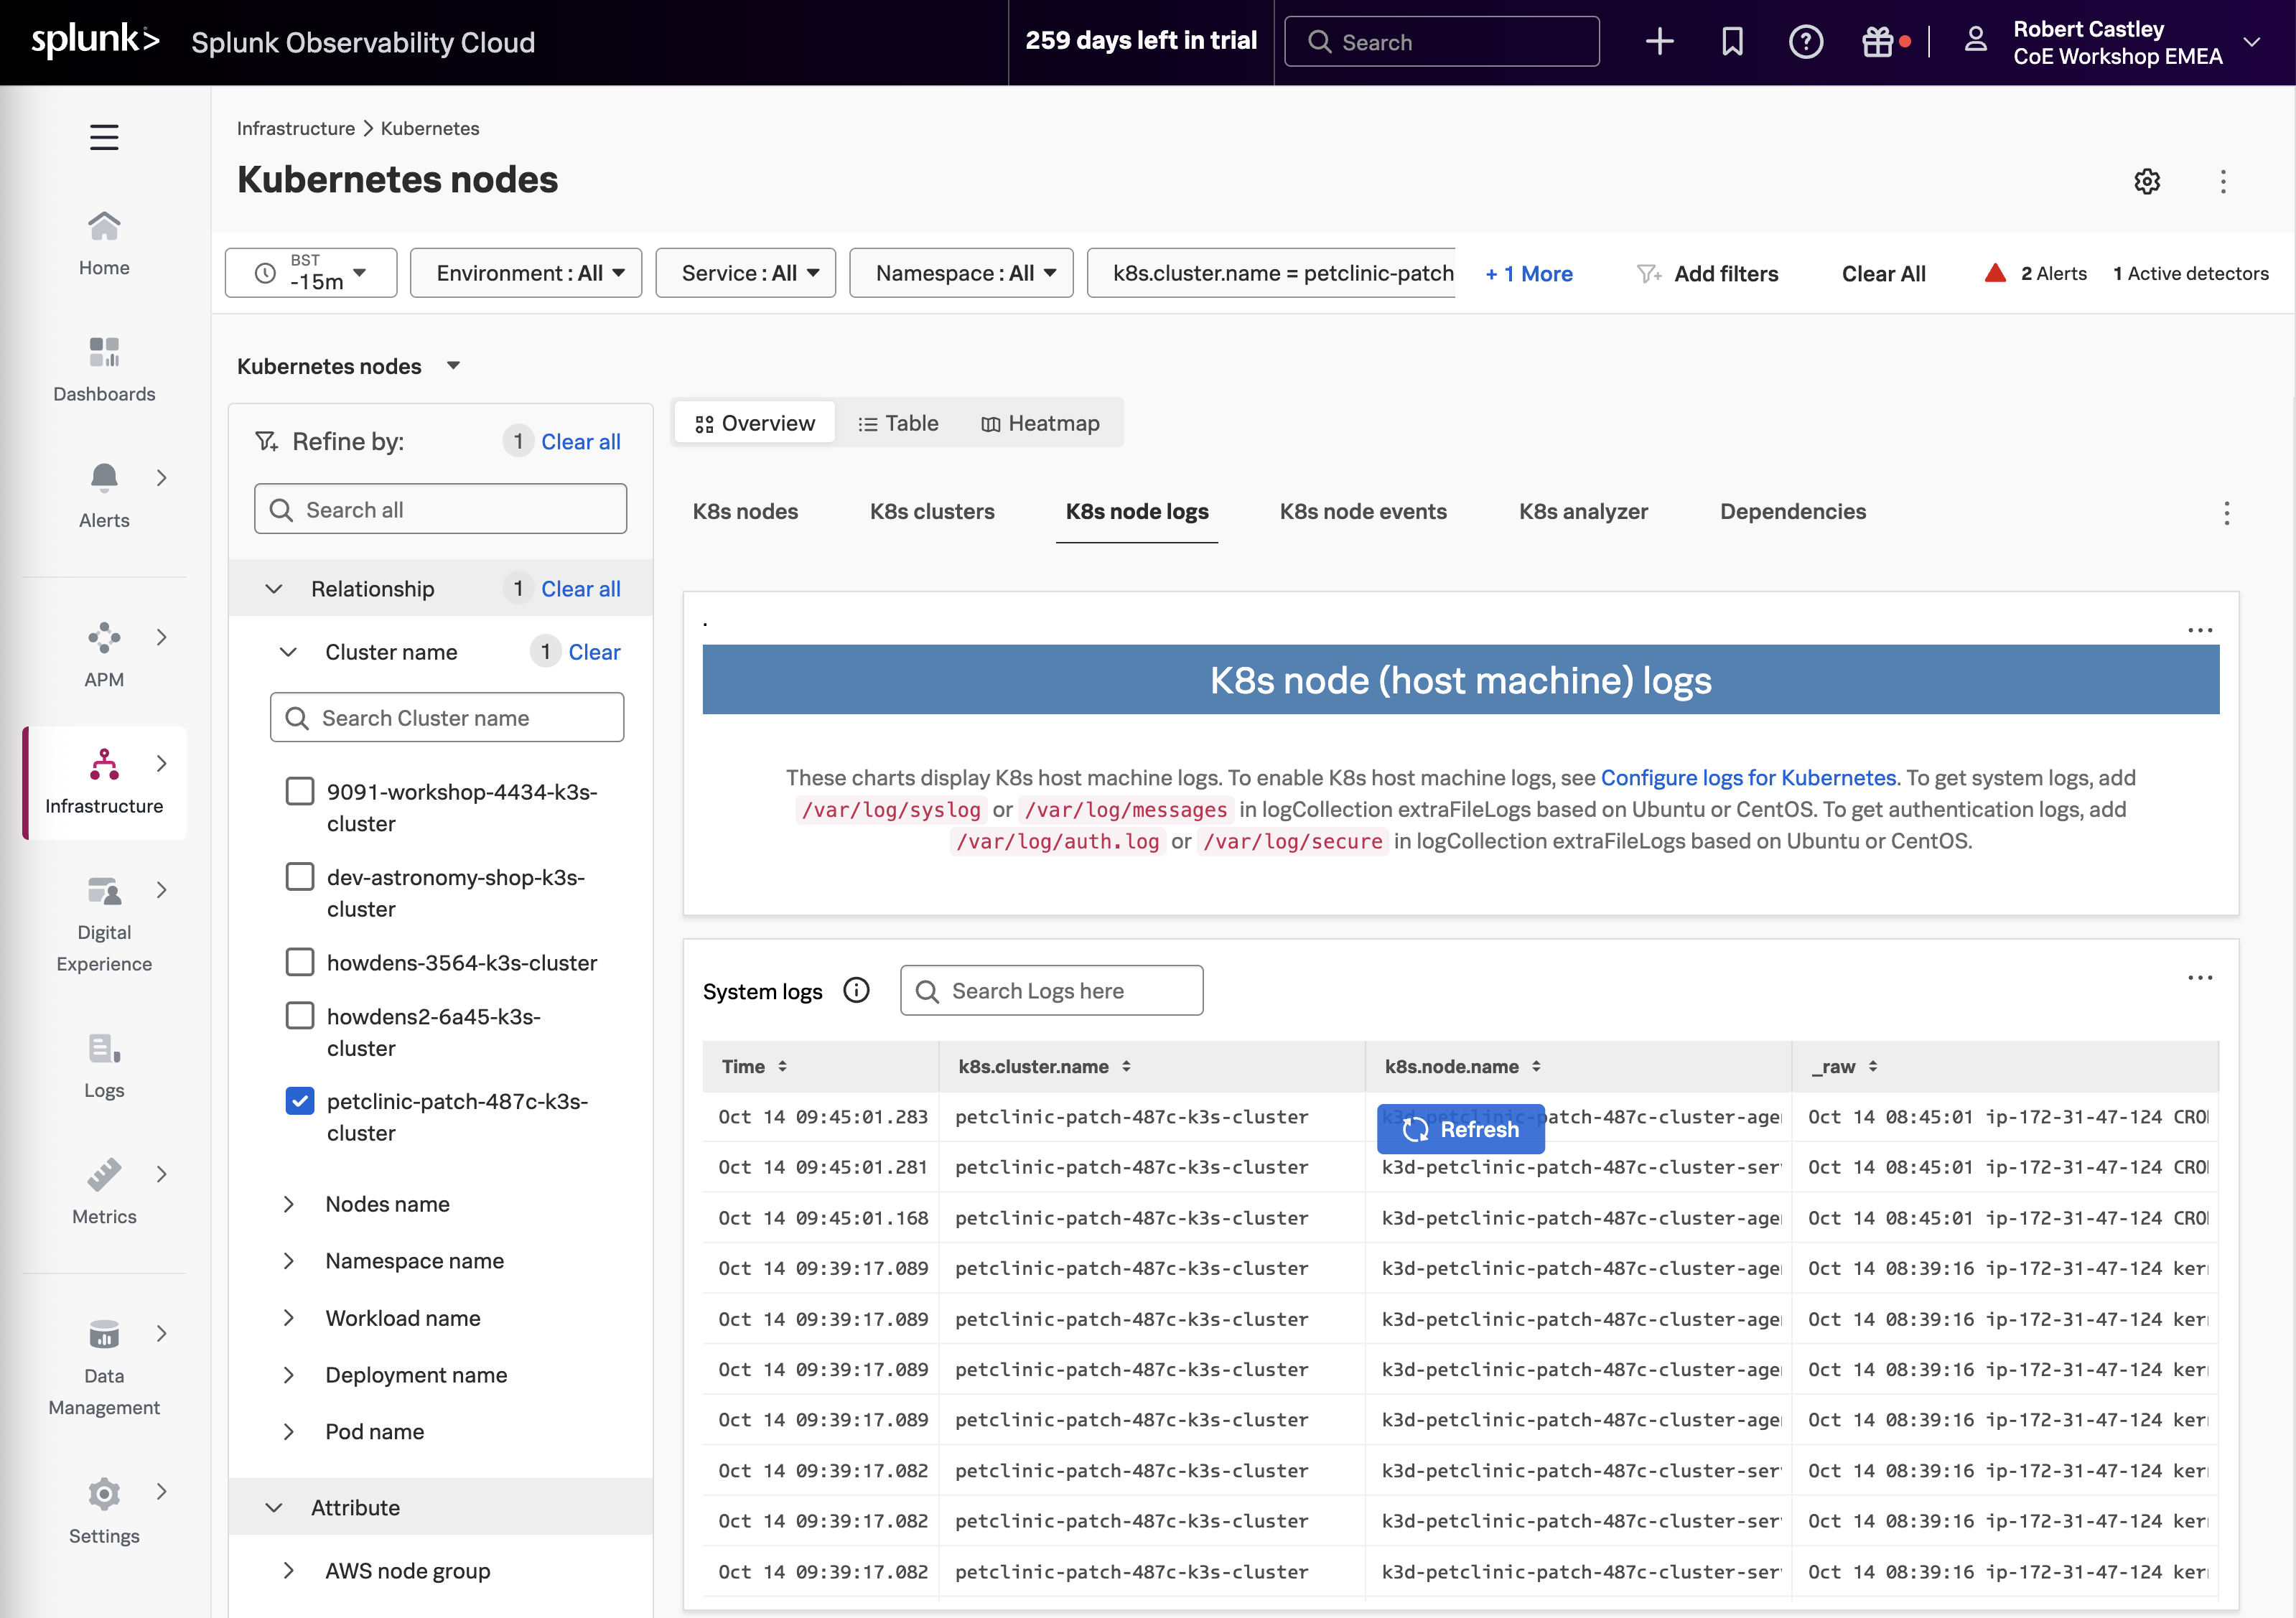 splunk>
Splunk Observability Cloud
259 days left in trial
Search
Robert Castley
CoE Workshop EMEA
Infrastructure > Kubernetes
Kubernetes nodes
BST
-15m
Environment : All
Service : All
Namespace : All
k8s.cluster.name = petclinic-patch
+ 1 More
Add filters
Clear All
2 Alerts
1 Active detectors
Home
Dashboards
Alerts
APM
Infrastructure
Digital
Experience
Logs
Metrics
Data
Management
Settings
Kubernetes nodes
Refine by:
1
Clear all
Search all
Relationship
1
Clear all
Cluster name
1
Clear
Search Cluster name
9091-workshop-4434-k3s-
cluster
dev-astronomy-shop-k3s-
cluster
howdens-3564-k3s-cluster
howdens2-6a45-k3s-
cluster
petclinic-patch-487c-k3s-
cluster
Nodes name
Namespace name
Workload name
Deployment name
Pod name
Attribute
AWS node group
Overview
Table
Heatmap
K8s nodes
K8s clusters
K8s node logs
K8s node events
K8s analyzer
Dependencies
.
K8s node (host machine) logs
These charts display K8s host machine logs. To enable K8s host machine logs, see Configure logs for Kubernetes. To get system logs, add
/var/log/syslog or /var/log/messages in logCollection extraFileLogs based on Ubuntu or CentOS. To get authentication logs, add
/var/log/auth.log or /var/log/secure in logCollection extraFileLogs based on Ubuntu or CentOS.
System logs
Search Logs here
Time k8s.cluster.name k8s.node.name _raw
Oct 14 09:45:01.283 petclinic-patch-487c-k3s-cluster k3d-petclinic-patch-487c-cluster-age Oct 14 08:45:01 ip-172-31-47-124 CRO
Refresh
Oct 14 09:45:01.281 petclinic-patch-487c-k3s-cluster k3d-petclinic-patch-487c-cluster-ser Oct 14 08:45:01 ip-172-31-47-124 CRO
Oct 14 09:45:01.168 petclinic-patch-487c-k3s-cluster k3d-petclinic-patch-487c-cluster-age Oct 14 08:45:01 ip-172-31-47-124 CRO
Oct 14 09:39:17.089 petclinic-patch-487c-k3s-cluster k3d-petclinic-patch-487c-cluster-age Oct 14 08:39:16 ip-172-31-47-124 ker
Oct 14 09:39:17.089 petclinic-patch-487c-k3s-cluster k3d-petclinic-patch-487c-cluster-age Oct 14 08:39:16 ip-172-31-47-124 ker
Oct 14 09:39:17.089 petclinic-patch-487c-k3s-cluster k3d-petclinic-patch-487c-cluster-age Oct 14 08:39:16 ip-172-31-47-124 ker
Oct 14 09:39:17.089 petclinic-patch-487c-k3s-cluster k3d-petclinic-patch-487c-cluster-age Oct 14 08:39:16 ip-172-31-47-124 ker
Oct 14 09:39:17.082 petclinic-patch-487c-k3s-cluster k3d-petclinic-patch-487c-cluster-ser Oct 14 08:39:16 ip-172-31-47-124 ker
Oct 14 09:39:17.082 petclinic-patch-487c-k3s-cluster k3d-petclinic-patch-487c-cluster-ser Oct 14 08:39:16 ip-172-31-47-124 ker
Oct 14 09:39:17.082 petclinic-patch-487c-k3s-cluster k3d-petclinic-patch-487c-cluster-ser Oct 14 08:39:16 ip-172-31-47-124 ker